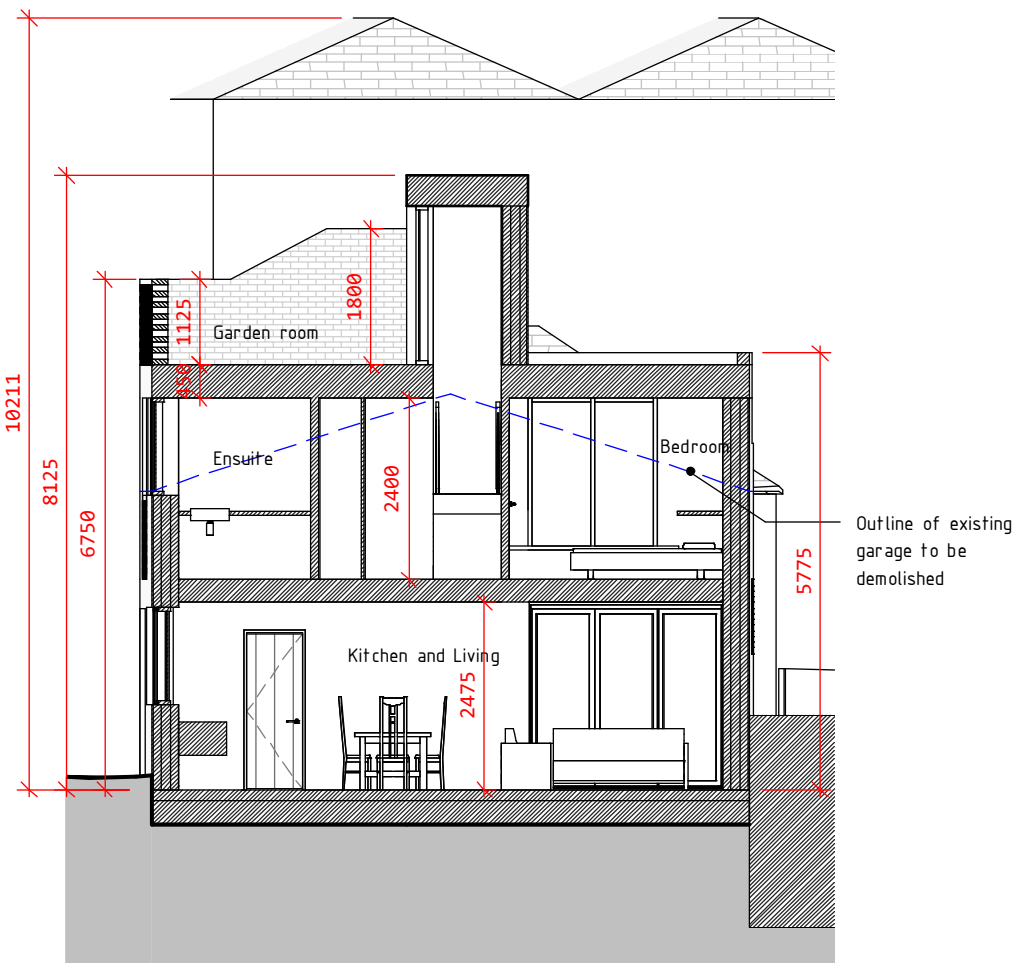 1800
1125
Garden room
450
10211
8125
6750
Ensuite
Bedroom
2400
Outline of existing
garage to be
demolished
5775
Kitchen and Living
2475